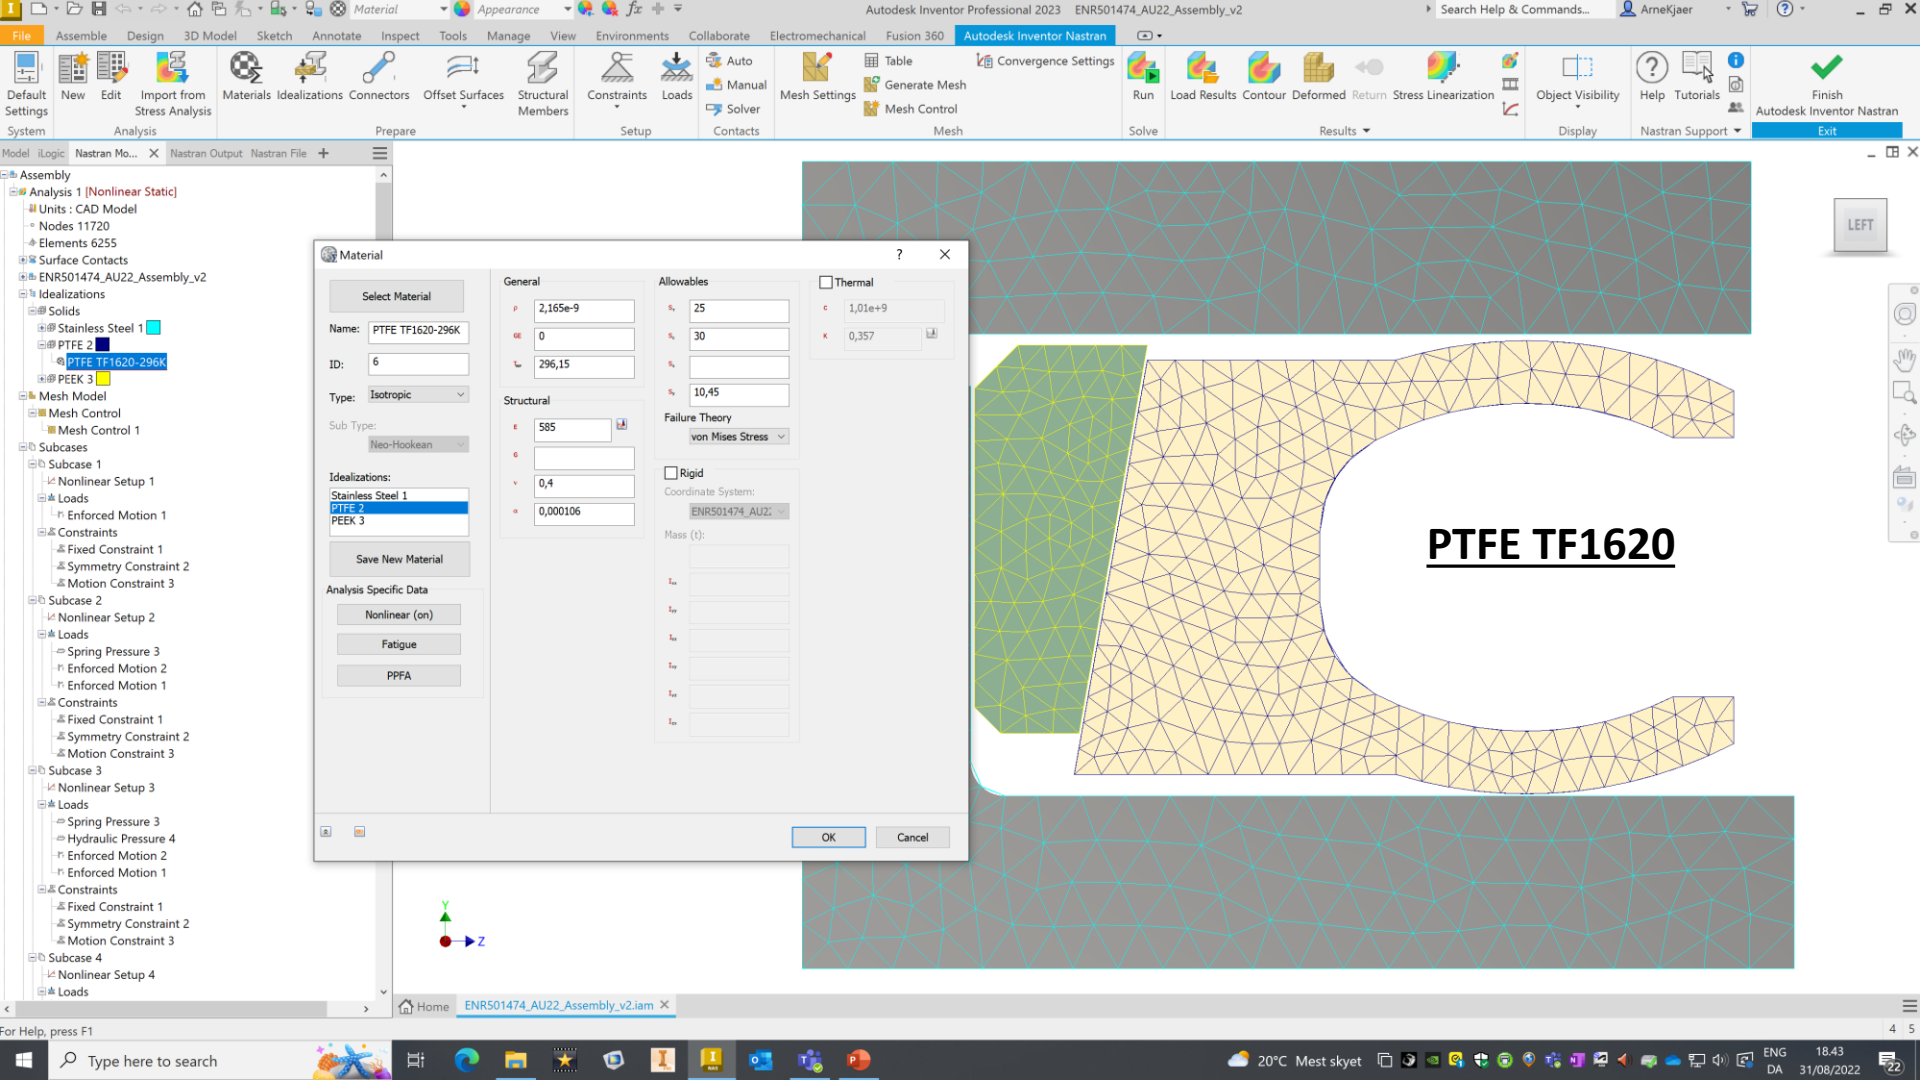 Material
Appearance
Autodesk Inventor Professional 2023 ENR501474_AU22_Assembly_v2
Search Help & Commands...
ArneKjaer
File
Assemble
Design
3D Model
Sketch
Annotate
Inspect
Tools
Manage
View
Environments
Collaborate
Electromechanical
Fusion 360
Autodesk Inventor Nastran
Default Settings
New
Edit
Import from Stress Analysis
Materials
Idealizations
Connectors
Offset Surfaces
Structural Members
Constraints
Loads
Auto
Manual
Solver
Mesh Settings
Table
Generate Mesh
Mesh Control
Convergence Settings
Run
Load Results
Contour
Deformed
Return
Stress Linearization
Object Visibility
Help
Tutorials
Finish
Autodesk Inventor Nastran
System
Analysis
Prepare
Setup
Contacts
Mesh
Solve
Results
Display
Nastran Support
Exit
Model
iLogic
Nastran Mo...
Nastran Output
Nastran File
Assembly
Analysis 1 [Nonlinear Static]
Units : CAD Model
Nodes 11720
Elements 6255
Surface Contacts
ENR501474_AU22_Assembly_v2
Idealizations
Solids
Stainless Steel 1
PTFE 2
PTFE TF1620-296K
PEEK 3
Mesh Model
Mesh Control
Mesh Control 1
Subcases
Subcase 1
Nonlinear Setup 1
Loads
Enforced Motion 1
Constraints
Fixed Constraint 1
Symmetry Constraint 2
Motion Constraint 3
Subcase 2
Nonlinear Setup 2
Loads
Spring Pressure 3
Enforced Motion 2
Enforced Motion 1
Constraints
Fixed Constraint 1
Symmetry Constraint 2
Motion Constraint 3
Subcase 3
Nonlinear Setup 3
Loads
Spring Pressure 3
Hydraulic Pressure 4
Enforced Motion 2
Enforced Motion 1
Constraints
Fixed Constraint 1
Symmetry Constraint 2
Motion Constraint 3
Subcase 4
Nonlinear Setup 4
Loads
Material
?
Select Material
Name: PTFE TF1620-296K
ID: 6
Type: Isotropic
Sub Type:
Neo-Hookean
Idealizations:
Stainless Steel 1
PTFE 2
PEEK 3
Save New Material
Analysis Specific Data
Nonlinear (on)
Fatigue
PPFA
General
ρ 2,165e-9
GE 0
296,15
Structural
E 585
G
ν 0,4
α 0,000106
Allowables
25
30
10,45
Failure Theory
von Mises Stress
Rigid
Coordinate System:
ENR501474_AU22
Mass (t):
Thermal
C 1,01e+9
K 0,357
OK
Cancel
LEFT
PTFE TF1620
Y
Z
Home
ENR501474_AU22_Assembly_v2.iam
For Help, press F1
4 5
Type here to search
20°C Mest skyet
ENG
DA
18.43
31/08/2022
22